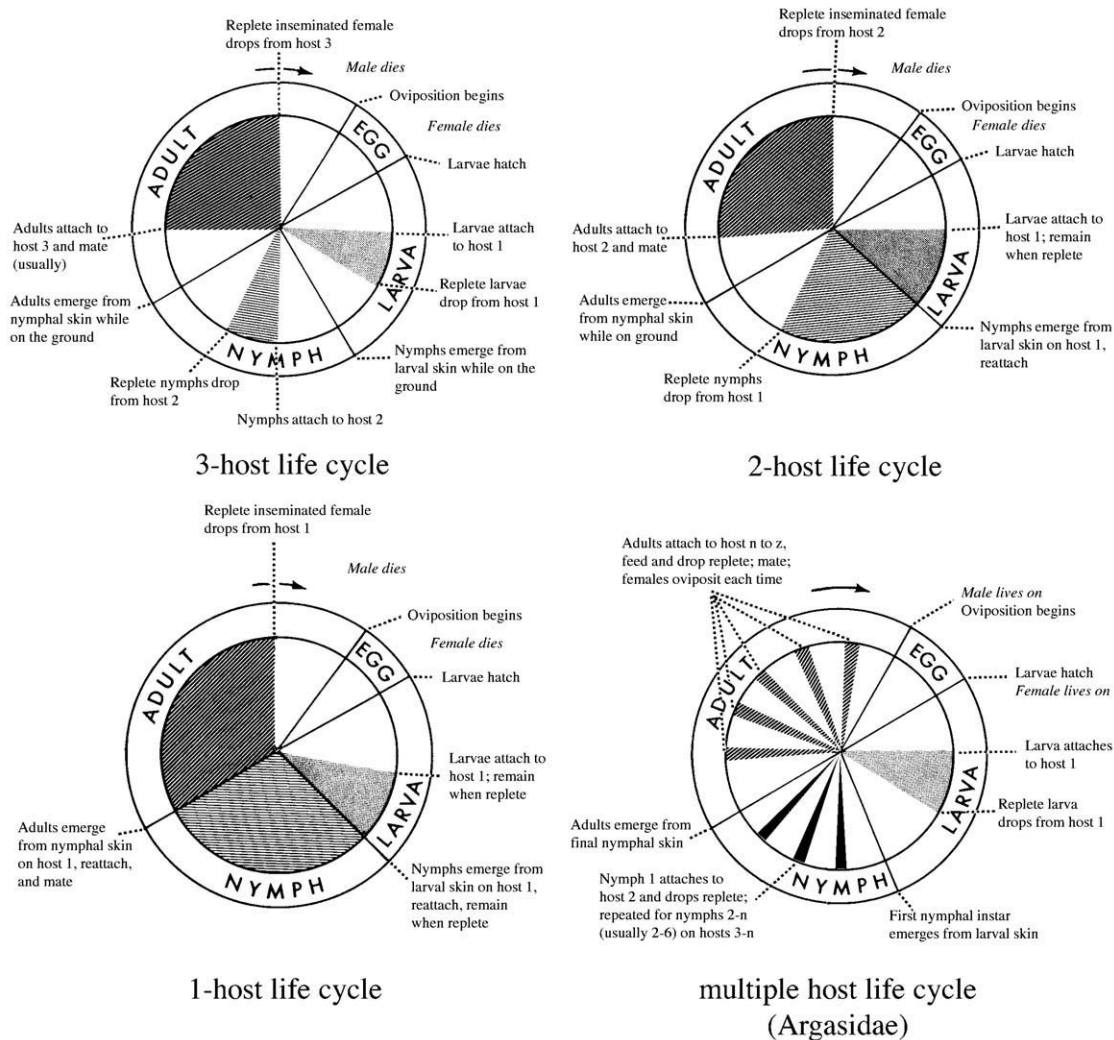 Replete inseminated female
drops from host 3
Male dies
Oviposition begins
Female dies
EGG
Larvae hatch
ADULT
Larvae attach
to host 1
Adults attach to
host 3 and mate
(usually)
LARVA
Replete larvae
drop from host 1
Adults emerge from
nymphal skin while
on the ground
NYMPH
Nymphs emerge from
larval skin while on the
ground
Replete nymphs drop
from host 2
Nymphs attach to host 2
3-host life cycle
Replete inseminated female
drops from host 2
Male dies
Oviposition begins
Female dies
EGG
Larvae hatch
ADULT
Larvae attach to
host 1; remain
when replete
Adults attach to
host 2 and mate
LARVA
Adults emerge
from nymphal skin
while on ground
Nymphs emerge from
larval skin on host 1,
reattach
NYMPH
Replete nymphs
drop from host 1
2-host life cycle
Replete inseminated female
drops from host 1
Male dies
Oviposition begins
Female dies
EGG
Larvae hatch
ADULT
Larvae attach to
host 1; remain
when replete
LARVA
Adults emerge
from nymphal skin
on host 1, reattach,
and mate
NYMPH
Nymphs emerge from
larval skin on host 1,
reattach, remain
when replete
1-host life cycle
Adults attach to host n to z,
feed and drop replete; mate;
females oviposit each time
Male lives on
Oviposition begins
EGG
Larvae hatch
Female lives on
ADULT
Larva attaches
to host 1
LARVA
Replete larva
drops from host 1
Adults emerge from
final nymphal skin
NYMPH
Nymph 1 attaches to
host 2 and drops replete;
repeated for nymphs 2-n
(usually 2-6) on hosts 3-n
First nymphal instar
emerges from larval skin
multiple host life cycle
(Argasidae)